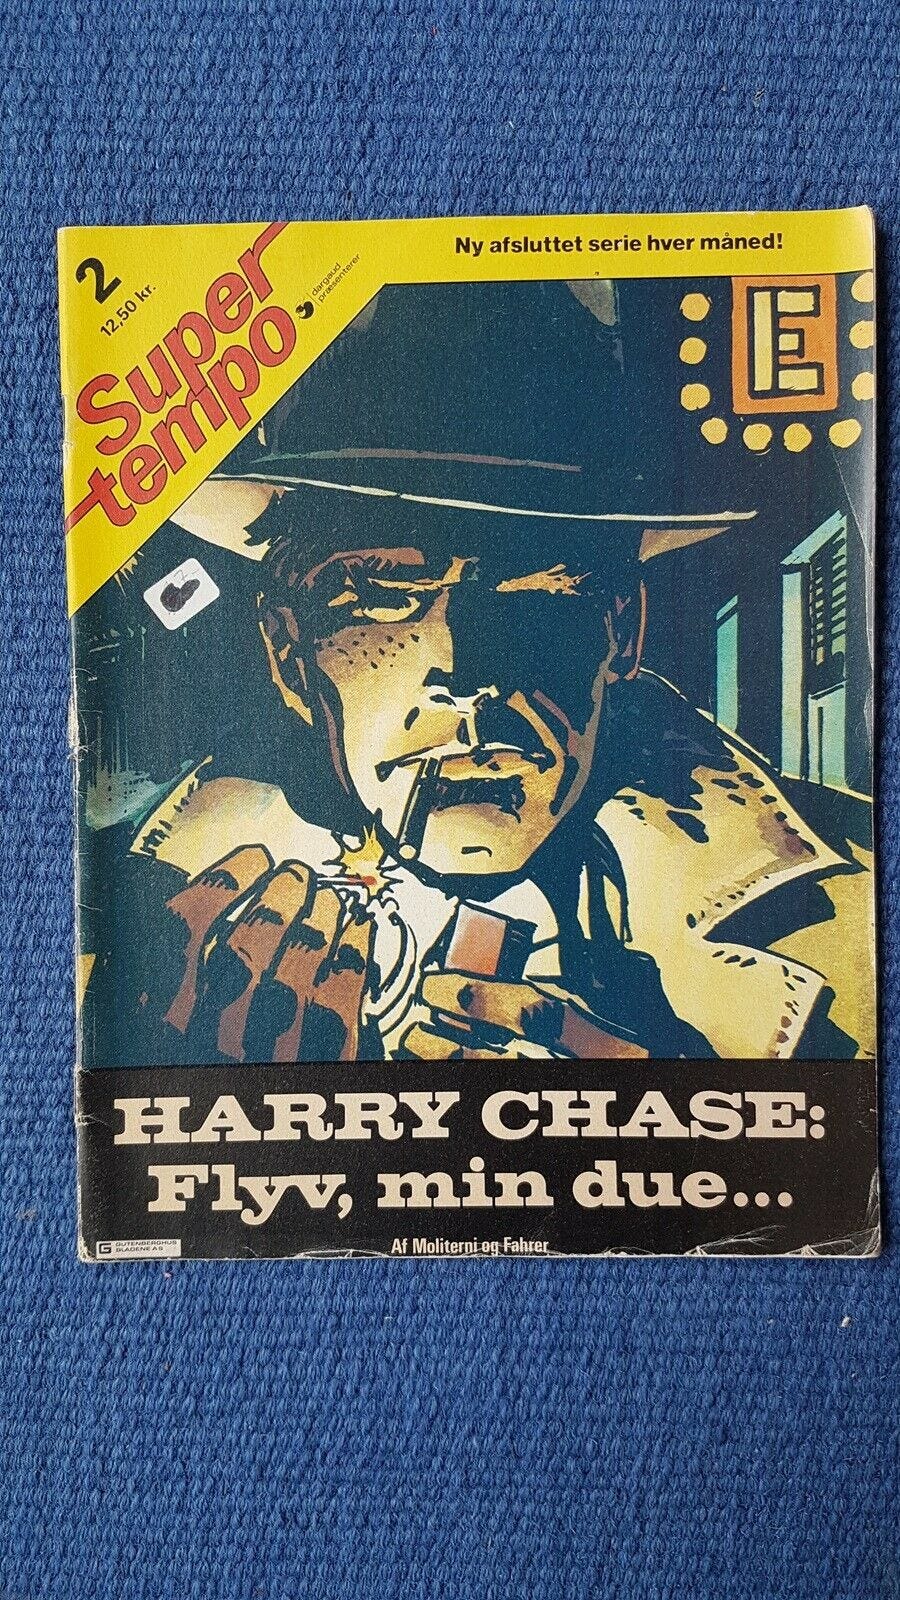 2
12,50 kr.
Super
tempo
dargaud
præsenterer
Ny afsluttet serie hver måned!
E
HARRY CHASE:
Flyv, min due...
G GUTENBERGHUS
BLADENE AS
Af Moliterni og Fahrer